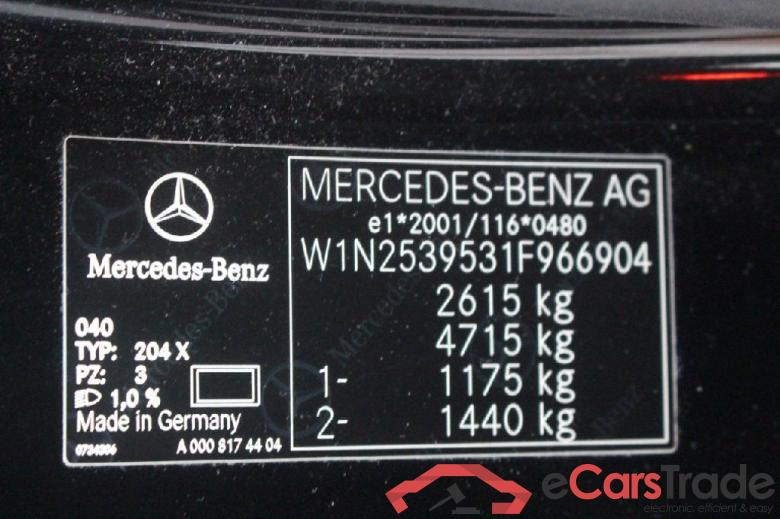 Mercedes-Benz
040
TYP: 204 X
PZ: 3
1,0 %
Made in Germany
A 000 817 44 04
MERCEDES-BENZ AG
e1*2001/116*0480
W1N2539531F966904
2615 kg
4715 kg
1- 1175 kg
2- 1440 kg
eCarsTrade
electronic, efficient & easy